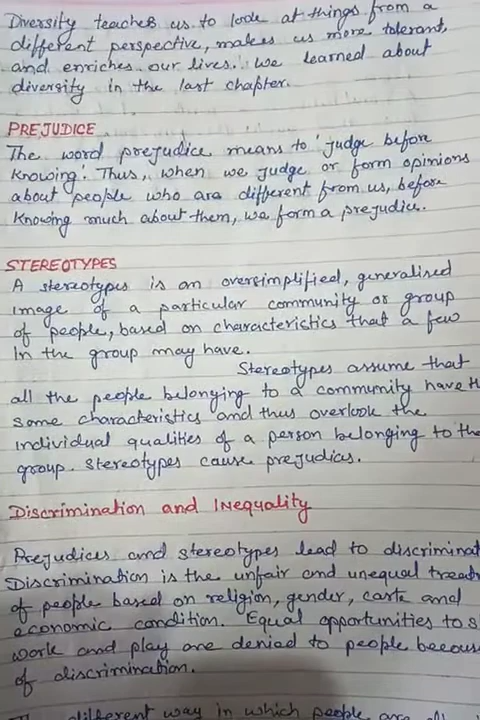 Diversity teaches us to look at things from a
different perspective, makes us more tolerant,
and enriches our lives. We learned about
diversity in the last chapter.
PREJUDICE
The word prejudice means to 'judge before
knowing'. Thus, when we judge or form opinions
about people who are different from us, before
knowing much about them, we form a prejudice.
STEREOTYPES
A stereotypes is an oversimplified, generalised
image of a particular community or group
of people, based on characteristics that a few
in the group may have.
Stereotypes assume that
all the people belonging to a community have th
same characteristics and thus overlook the
individual qualities of a person belonging to the
group. Stereotypes cause prejudices.
Discrimination and INequality
Prejudices and stereotypes lead to discriminat
Discrimination is the unfair and unequal treat
of people based on religion, gender, caste and
economic condition. Equal opportunities to s
work and play are denied to people becaus
of discrimination.
different way in which people are